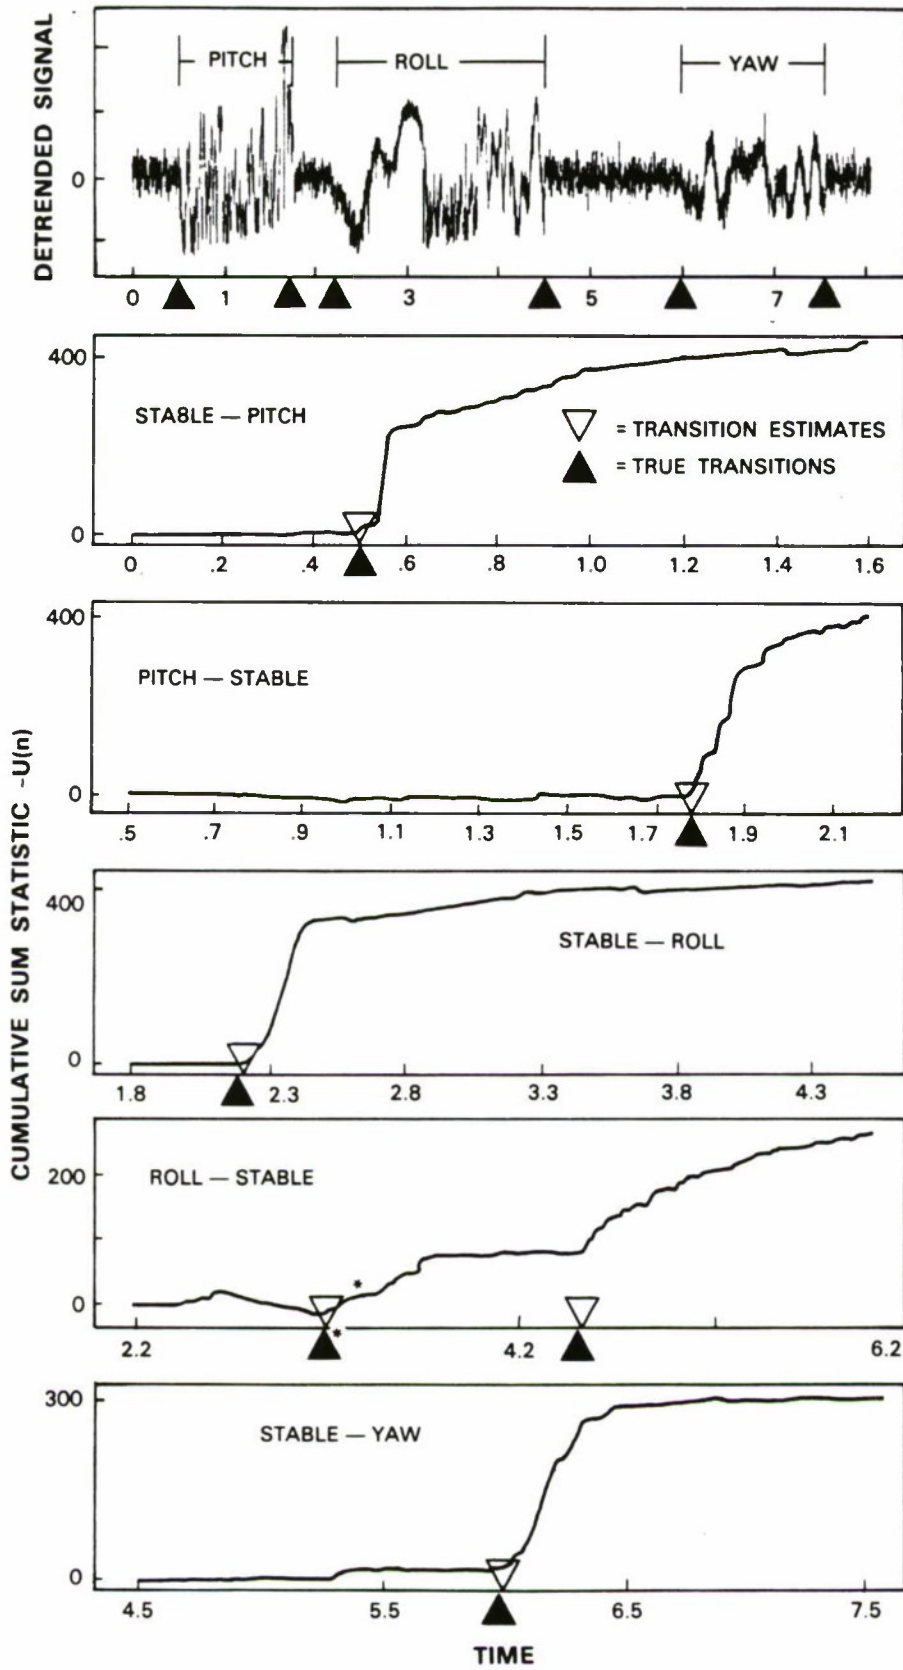 DETRENDED SIGNAL
PITCH
ROLL
YAW
0
0 1 3 5 7
400
STA8LE — PITCH
= TRANSITION ESTIMATES
= TRUE TRANSITIONS
0
0 .2 .4 .6 .8 1.0 1.2 1.4 1.6
400
PITCH — STABLE
0
.5 .7 .9 1.1 1.3 1.5 1.7 1.9 2.1
CUMULATIVE SUM STATISTIC -U(n)
400
STABLE — ROLL
0
1.8 2.3 2.8 3.3 3.8 4.3
200
ROLL — STABLE
*
0
*
2.2 4.2 6.2
300
STABLE — YAW
0
4.5 5.5 6.5 7.5
TIME